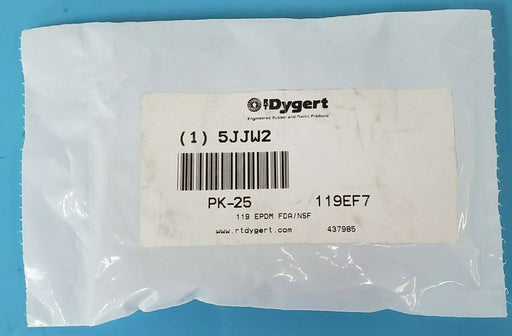 RT Dygert
Engineered Rubber and Plastic Products
(1) 5JJW2
PK-25 119EF7
119 EPDM FDA/NSF
www.rtdygert.com 437985